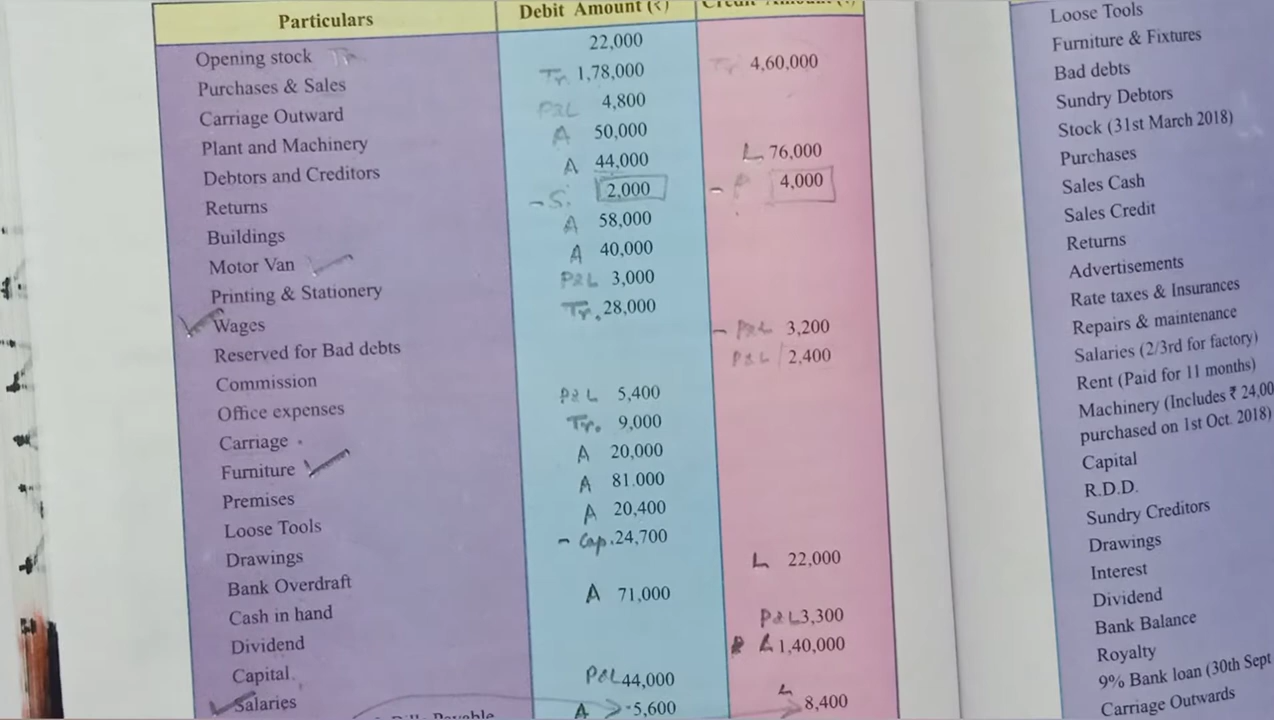 Particulars Debit Amount (₹)
Opening stock Tr 22,000
Purchases & Sales Tr. 1,78,000 Tr 4,60,000
Carriage Outward P&L 4,800
Plant and Machinery A 50,000
Debtors and Creditors A 44,000 L 76,000
Returns - S. 2,000 - P 4,000
Buildings A 58,000
Motor Van A 40,000
Printing & Stationery P&L 3,000
Wages Tr. 28,000
Reserved for Bad debts - P&L 3,200
Commission P&L 2,400
Office expenses P&L 5,400
Carriage Tr. 9,000
Furniture A 20,000
Premises A 81.000
Loose Tools A 20,400
Drawings - Cap. 24,700
Bank Overdraft L 22,000
Cash in hand A 71,000
Dividend P&L 3,300
Capital. L 1,40,000
Salaries P&L 44,000
Payable A 5,600 L 8,400
Loose Tools
Furniture & Fixtures
Bad debts
Sundry Debtors
Stock (31st March 2018)
Purchases
Sales Cash
Sales Credit
Returns
Advertisements
Rate taxes & Insurances
Repairs & maintenance
Salaries (2/3rd for factory)
Rent (Paid for 11 months)
Machinery (Includes ₹ 24,00
purchased on 1st Oct. 2018)
Capital
R.D.D.
Sundry Creditors
Drawings
Interest
Dividend
Bank Balance
Royalty
9% Bank loan (30th Sept
Carriage Outwards